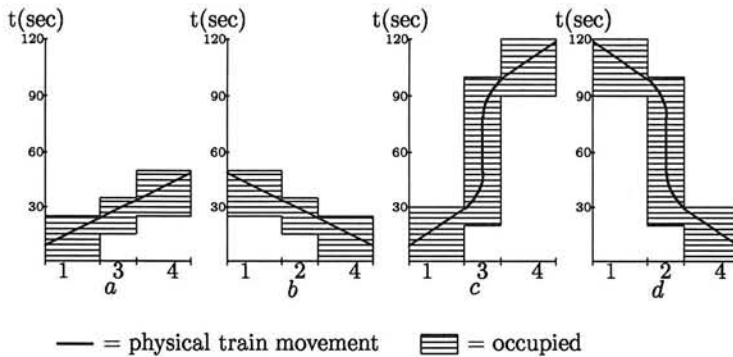 t(sec) t(sec) t(sec) t(sec)
120 120 120 120
90 90 90 90
60 60 60 60
30 30 30 30
1 3 4 1 2 4 1 3 4 1 2 4
a b c d
= physical train movement = occupied